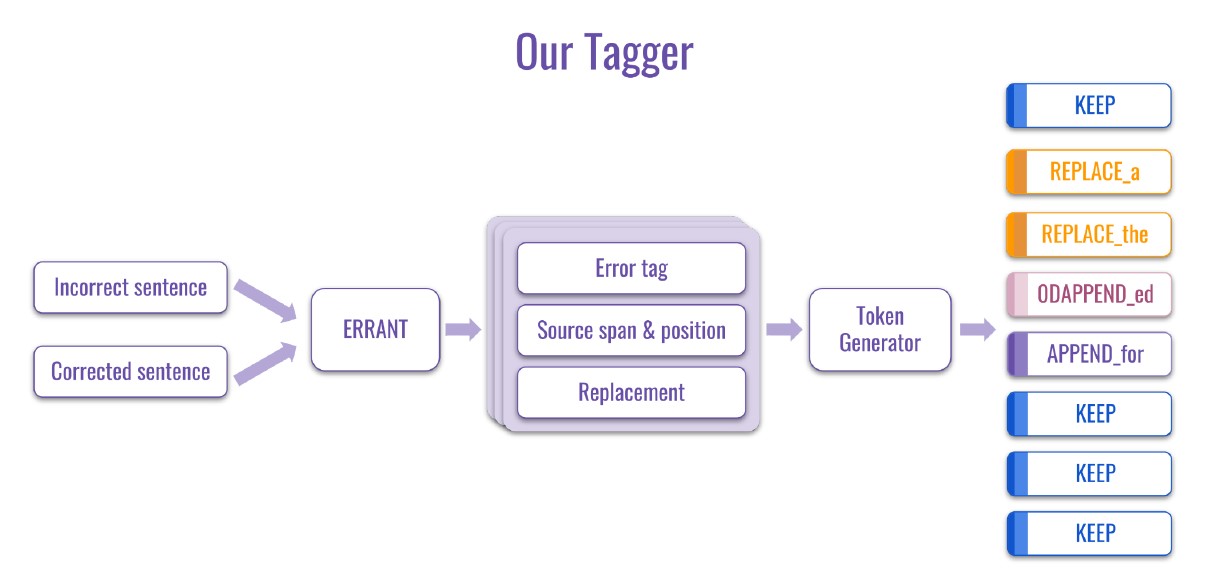 Our Tagger
Incorrect sentence
Corrected sentence
ERRANT
Error tag
Source span & position
Replacement
Token
Generator
KEEP
REPLACE_a
REPLACE_the
ODAPPEND_ed
APPEND_for
KEEP
KEEP
KEEP